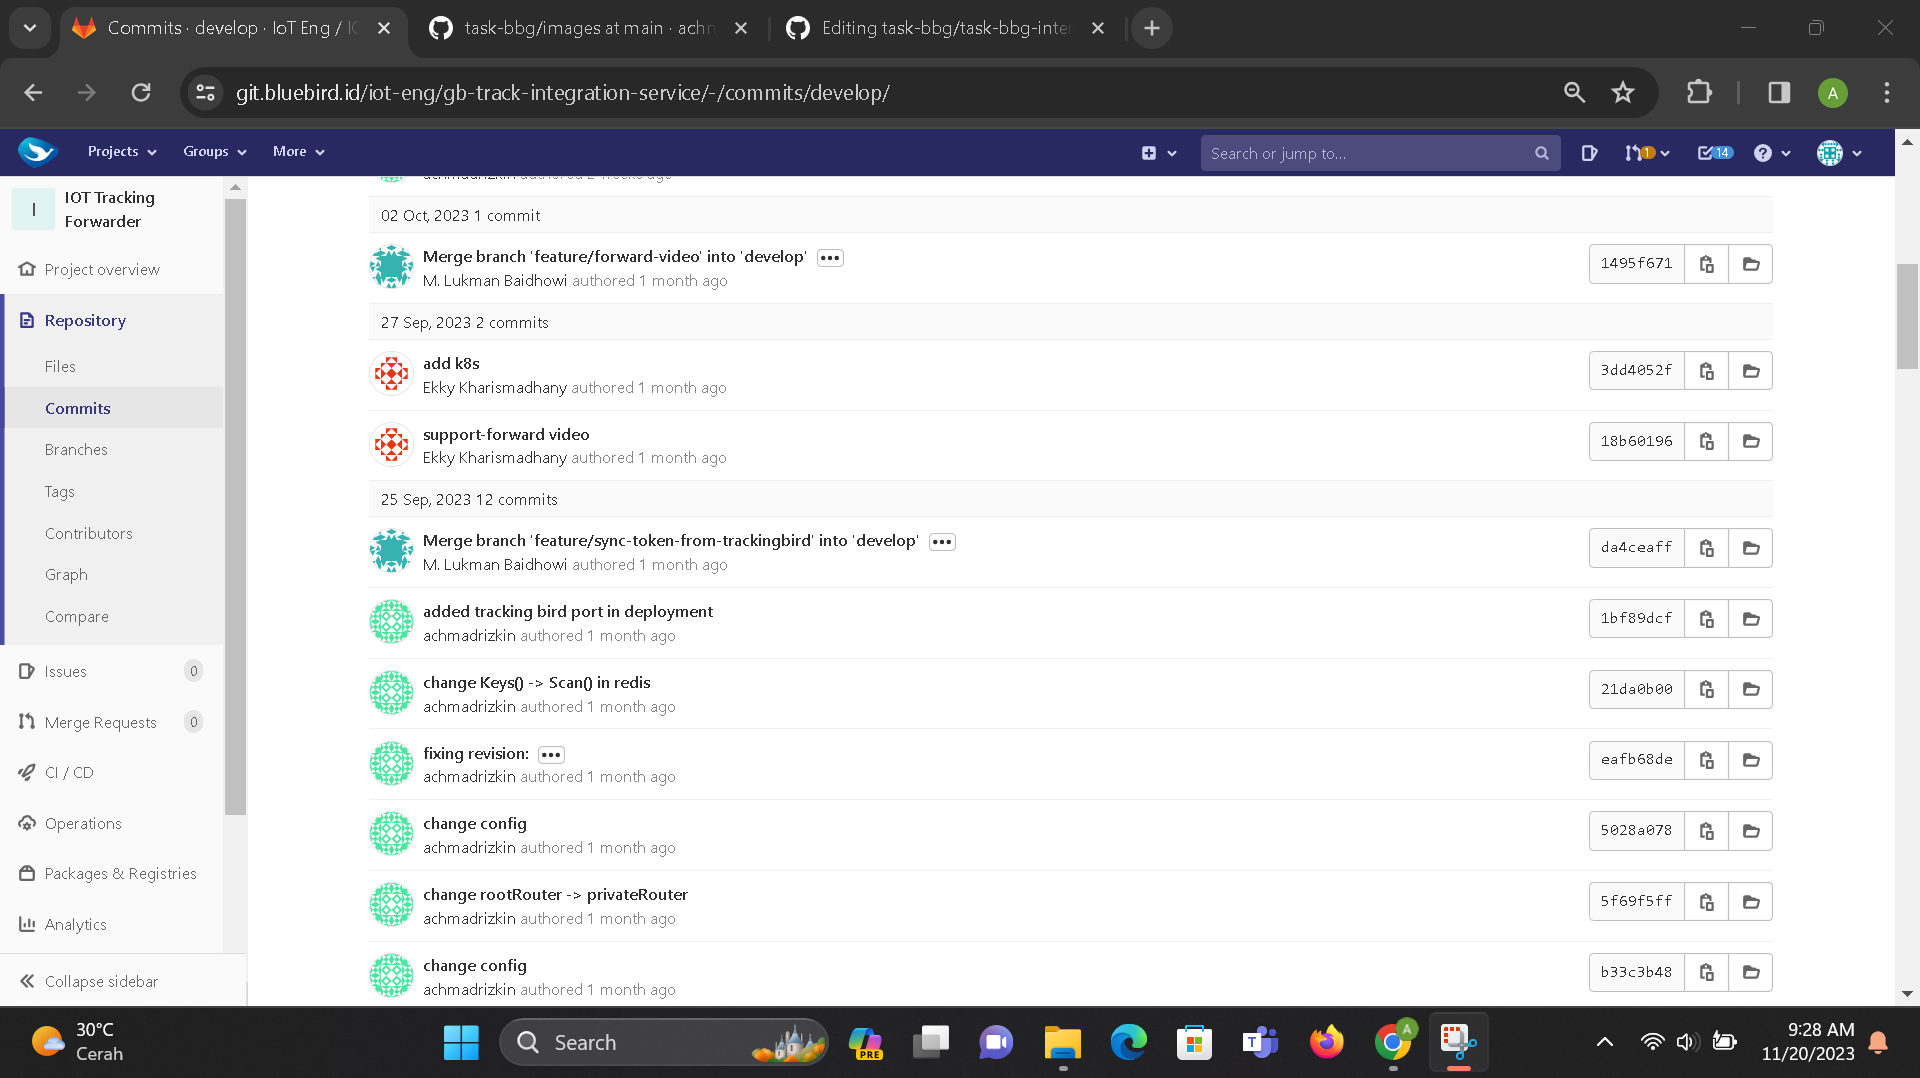 Commits · develop · IoT Eng / IO
task-bbg/images at main · achm
Editing task-bbg/task-bbg-inter
git.bluebird.id/iot-eng/gb-track-integration-service/-/commits/develop/
A
Projects
Groups
More
Search or jump to...
1
14
I
IOT Tracking
Forwarder
Project overview
Repository
Files
Commits
Branches
Tags
Contributors
Graph
Compare
Issues
0
Merge Requests
0
CI / CD
Operations
Packages & Registries
Analytics
Collapse sidebar
achmadrizkin authored 2 weeks ago
02 Oct, 2023 1 commit
Merge branch 'feature/forward-video' into 'develop'
M. Lukman Baidhowi authored 1 month ago
1495f671
27 Sep, 2023 2 commits
add k8s
Ekky Kharismadhany authored 1 month ago
3dd4052f
support-forward video
Ekky Kharismadhany authored 1 month ago
18b60196
25 Sep, 2023 12 commits
Merge branch 'feature/sync-token-from-trackingbird' into 'develop'
M. Lukman Baidhowi authored 1 month ago
da4ceaff
added tracking bird port in deployment
achmadrizkin authored 1 month ago
1bf89dcf
change Keys() -> Scan() in redis
achmadrizkin authored 1 month ago
21da0b00
fixing revision:
achmadrizkin authored 1 month ago
eafb68de
change config
achmadrizkin authored 1 month ago
5028a078
change rootRouter -> privateRouter
achmadrizkin authored 1 month ago
5f69f5ff
change config
achmadrizkin authored 1 month ago
b33c3b48
30°C
Cerah
Search
PRE
A
9:28 AM
11/20/2023